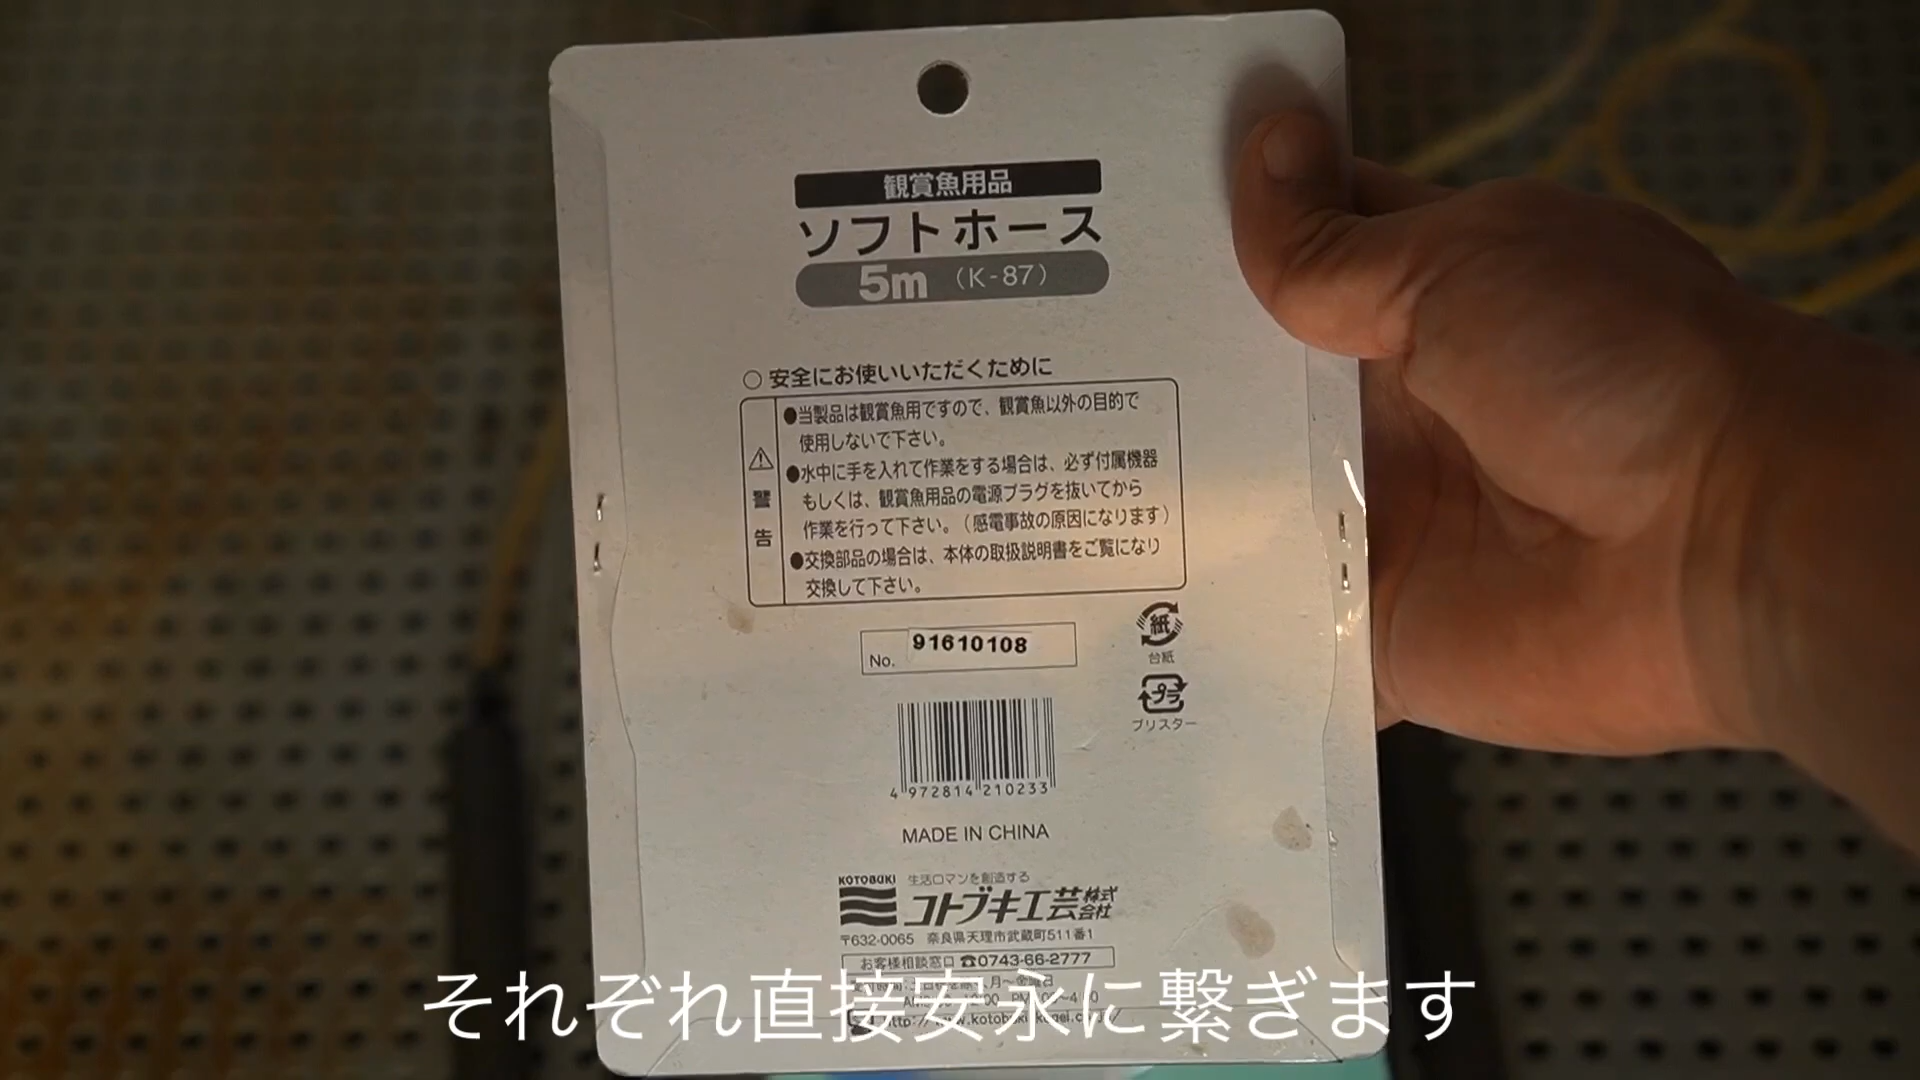 観賞魚用品
ソフトホース
5m (K-87)
○ 安全にお使いいただくために
⚠警告
●当製品は観賞魚用ですので、観賞魚以外の目的で
使用しないで下さい。
●水中に手を入れて作業をする場合は、必ず付属機器
もしくは、観賞魚用品の電源プラグを抜いてから
作業を行って下さい。(感電事故の原因になります)
●交換部品の場合は、本体の取扱説明書をご覧になり
交換して下さい。
No. 91610108
紙
台紙
プラ
ブリスター
4 972814 210233
MADE IN CHINA
KOTOBUKI 生活ロマンを創造する
コトブキ工芸株式会社
〒632-0065 奈良県天理市武蔵町511番1
お客様相談窓口 ☎0743-66-2777
それぞれ直接安永に繋ぎます